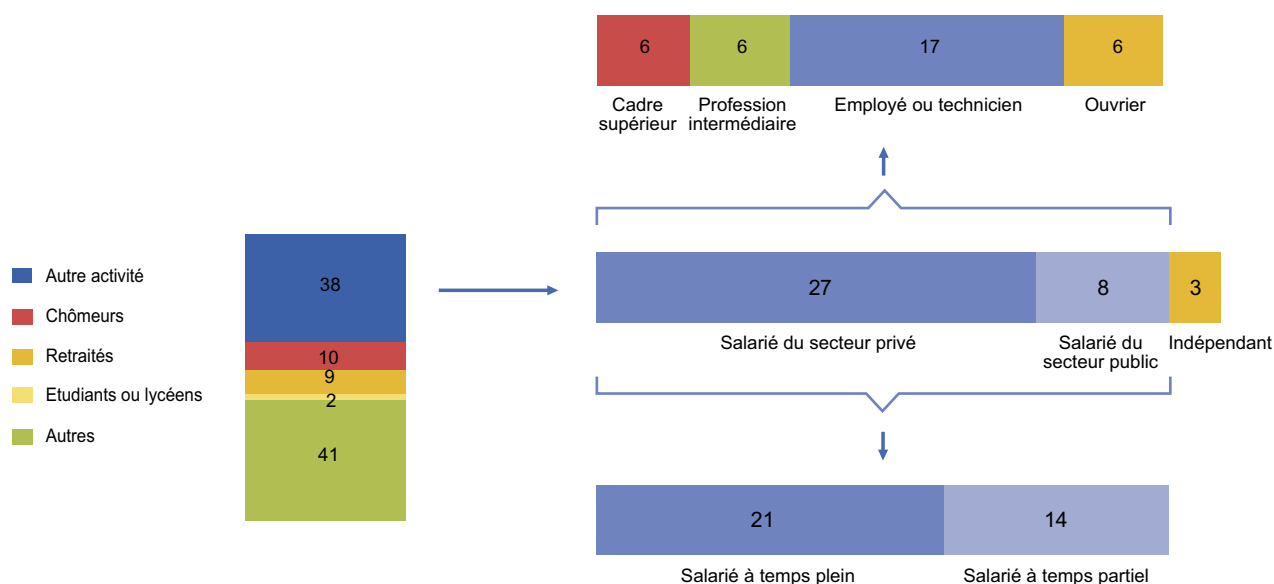 6
6
17
6
Cadre
supérieur
Profession
intermédiaire
Employé ou technicien
Ouvrier
Autre activité
Chômeurs
Retraités
Etudiants ou lycéens
Autres
38
10
9
2
41
27
8
3
Salarié du secteur privé
Salarié du
secteur public
Indépendant
21
14
Salarié à temps plein
Salarié à temps partiel